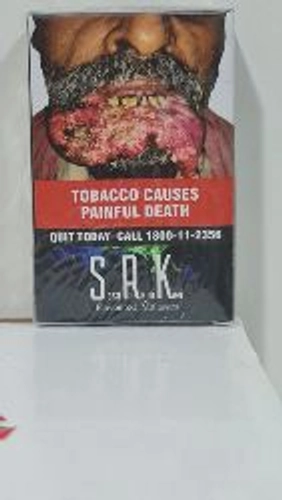 TOBACCO CAUSES
PAINFUL DEATH
QUIT TODAY CALL 1800-11-2356
S.R.K.